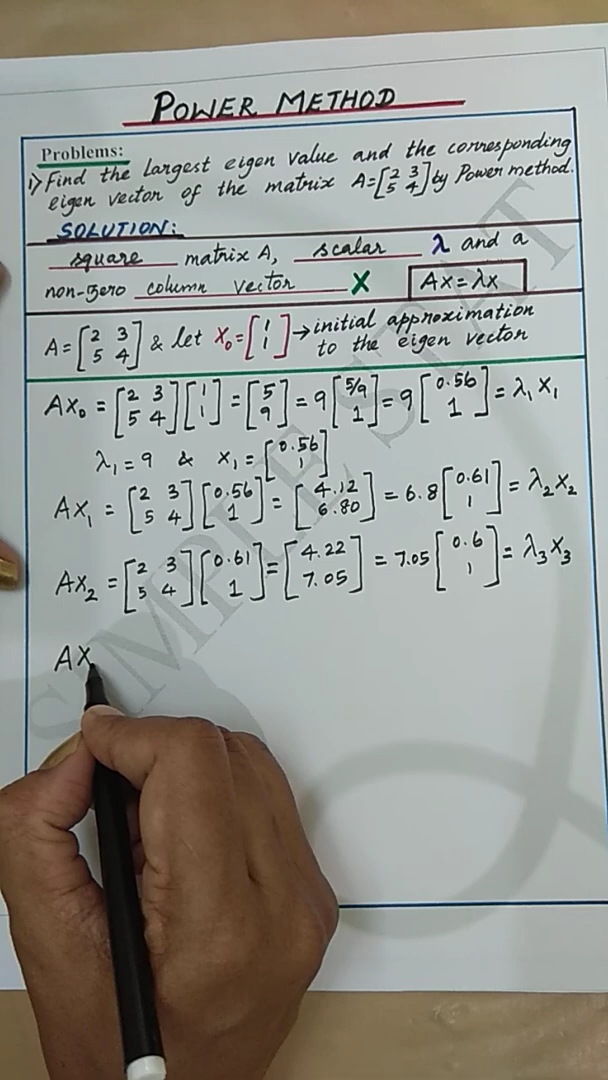 POWER METHOD
Problems:
1) Find the largest eigen value and the corresponding
eigen vector of the matrix A=[2 3 5 4] by Power method.
SOLUTION:
square matrix A, scalar λ and a
non-zero column vector X Ax=λx
A=[2 3 5 4] & let X₀=[1 1]→initial approximation
to the eigen vector
AX₀=[2 3 5 4][1 1]=[5 9]=9[5/9 1]=9[0.56 1]=λ₁X₁
λ₁=9 & x₁=[0.56 1]
AX₁=[2 3 5 4][0.56 1]=[4.12 6.80]=6.8[0.61 1]=λ₂X₂
AX₂=[2 3 5 4][0.61 1]=[4.22 7.05]=7.05[0.6 1]=λ₃X₃
AX
SIMPLE STAT